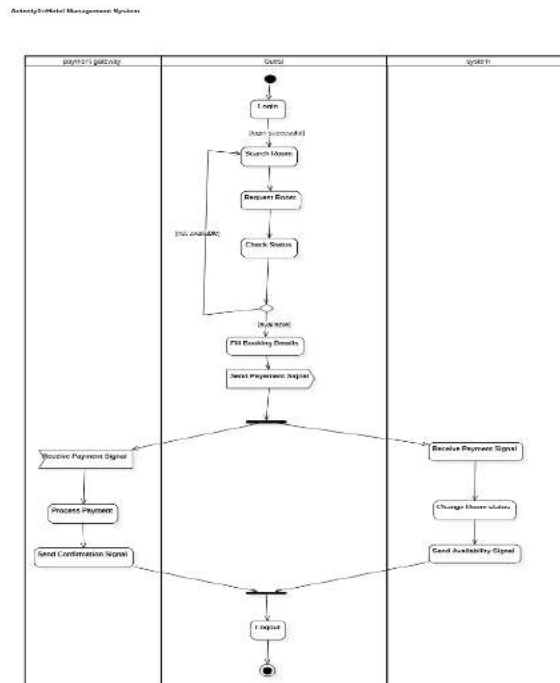 Activity1::Hotel Management System
payment gateway
Guest
system
Login
[login successful]
Search Room
Request Room
[not available]
Check Status
[available]
Fill Booking Details
Send Payement Signal
Receive Payment Signal
Receive Payment Signal
Process Payment
Change Room status
Send Confirmation Signal
Send Availability Signal
Logout